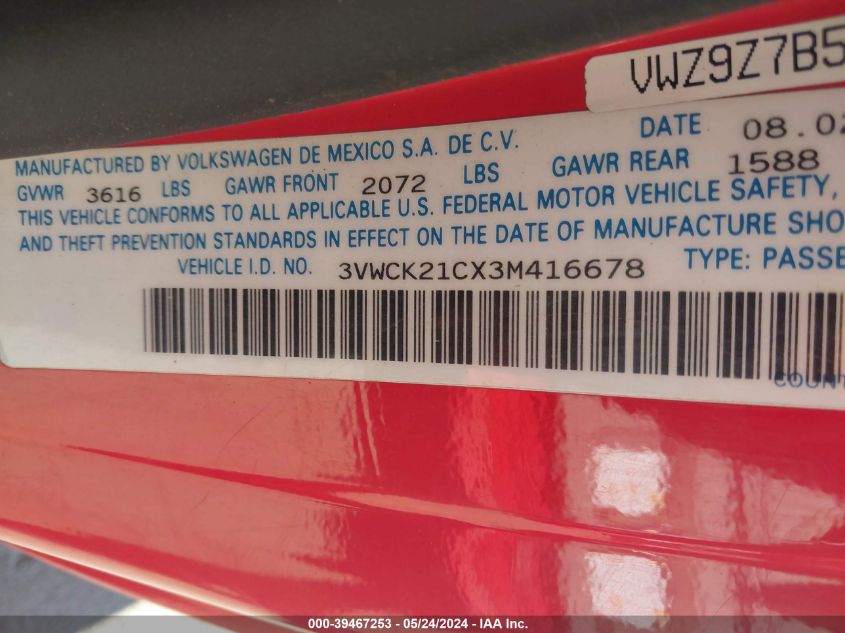 VWZ9Z7B5
DATE 08.02
MANUFACTURED BY VOLKSWAGEN DE MEXICO S.A. DE C.V.
GVWR 3616 LBS GAWR FRONT 2072 LBS GAWR REAR 1588
THIS VEHICLE CONFORMS TO ALL APPLICABLE U.S. FEDERAL MOTOR VEHICLE SAFETY,
AND THEFT PREVENTION STANDARDS IN EFFECT ON THE DATE OF MANUFACTURE SHO
VEHICLE I.D. NO. 3VWCK21CX3M416678 TYPE: PASSE
COUNT
000-39467253 - 05/24/2024 - IAA Inc.